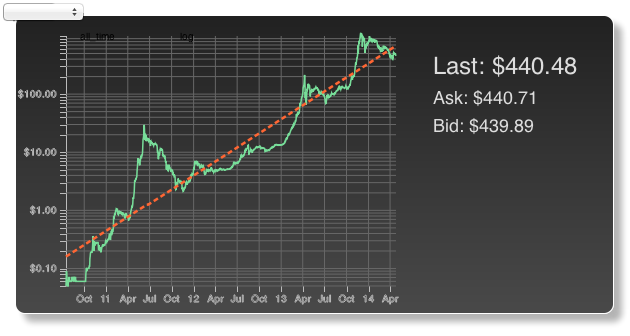 all_time log
Last: $440.48
Ask: $440.71
Bid: $439.89
$100.00
$10.00
$1.00
$0.10
Oct 11 Apr Jul Oct 12 Apr Jul Oct 13 Apr Jul Oct 14 Apr